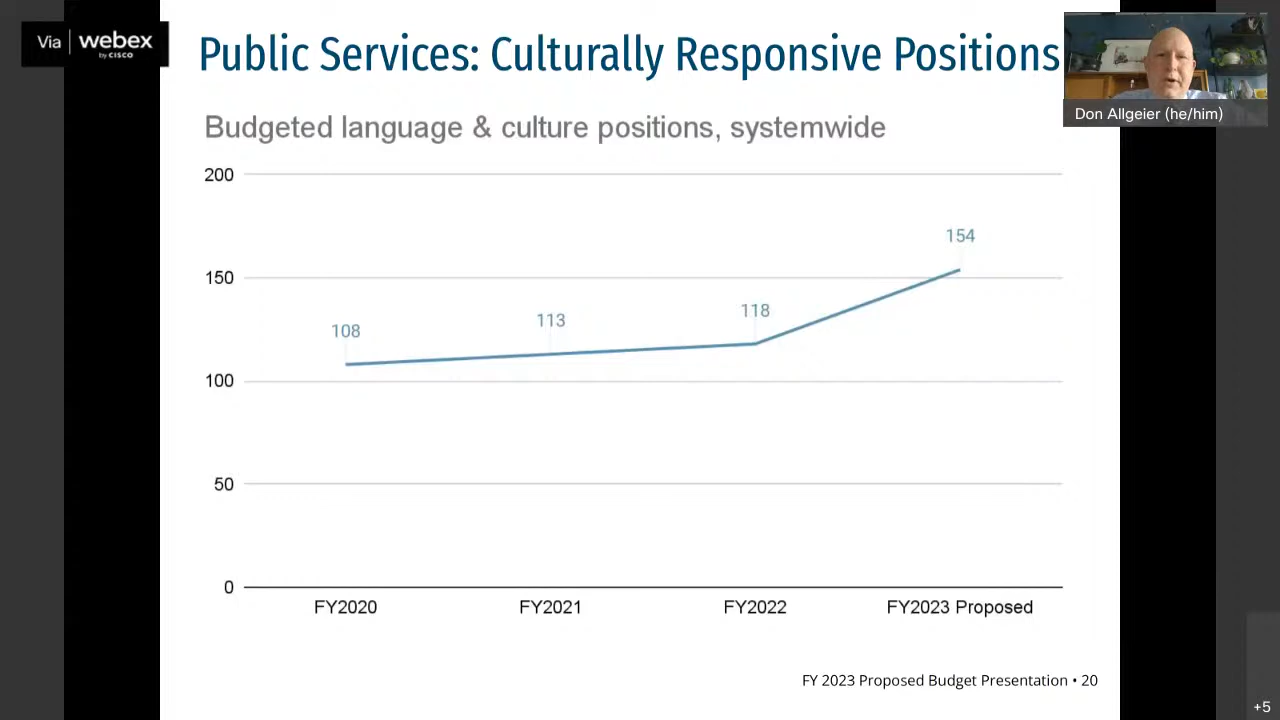 Via webex
by CISCO
Public Services: Culturally Responsive Positions
Don Allgeier (he/him)
Budgeted language & culture positions, systemwide
200
150
100
50
0
108
113
118
154
FY2020
FY2021
FY2022
FY2023 Proposed
FY 2023 Proposed Budget Presentation • 20
+5